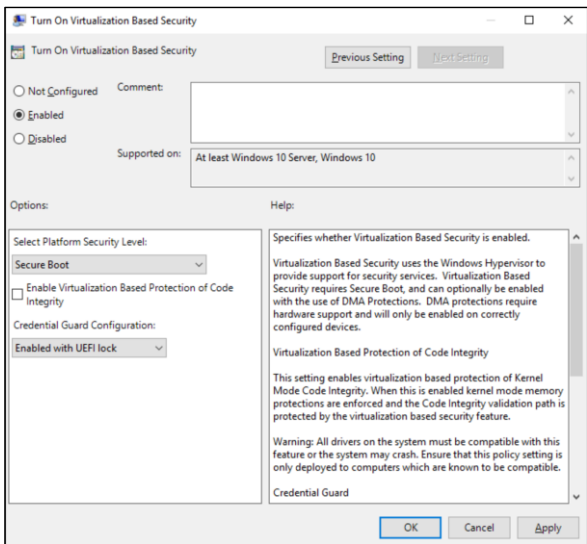 Turn On Virtualization Based Security
Turn On Virtualization Based Security
Previous Setting
Next Setting
Not Configured
Comment:
Enabled
Disabled
Supported on:
At least Windows 10 Server, Windows 10
Options:
Help:
Select Platform Security Level:
Secure Boot
Enable Virtualization Based Protection of Code
Integrity
Credential Guard Configuration:
Enabled with UEFI lock
Specifies whether Virtualization Based Security is enabled.
Virtualization Based Security uses the Windows Hypervisor to
provide support for security services. Virtualization Based
Security requires Secure Boot, and can optionally be enabled
with the use of DMA Protections. DMA protections require
hardware support and will only be enabled on correctly
configured devices.
Virtualization Based Protection of Code Integrity
This setting enables virtualization based protection of Kernel
Mode Code Integrity. When this is enabled kernel mode memory
protections are enforced and the Code Integrity validation path is
protected by the virtualization based security feature.
Warning: All drivers on the system must be compatible with this
feature or the system may crash. Ensure that this policy setting is
only deployed to computers which are known to be compatible.
Credential Guard
OK
Cancel
Apply